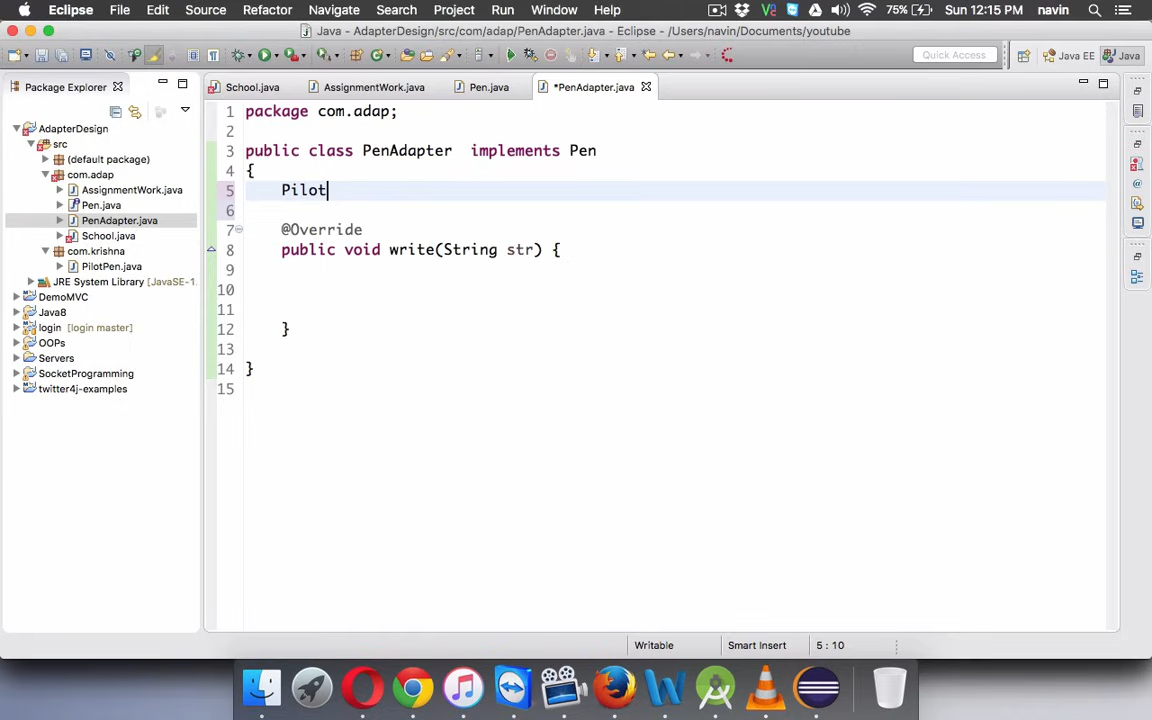 Eclipse File Edit Source Refactor Navigate Search Project Run Window Help 75% Sun 12:15 PM navin
Java - AdapterDesign/src/com/adap/PenAdapter.java - Eclipse - /Users/navin/Documents/youtube
Quick Access Java EE Java
Package Explorer
School.java AssignmentWork.java Pen.java *PenAdapter.java
AdapterDesign
src
(default package)
com.adap
AssignmentWork.java
Pen.java
PenAdapter.java
School.java
com.krishna
PilotPen.java
JRE System Library [JavaSE-1.
DemoMVC
Java8
login [login master]
OOPs
Servers
SocketProgramming
twitter4j-examples
1 package com.adap;
2
3 public class PenAdapter implements Pen
4 {
5 Pilot
6
7 @Override
8 public void write(String str) {
9
10
11
12 }
13
14 }
15
Writable Smart Insert 5 : 10